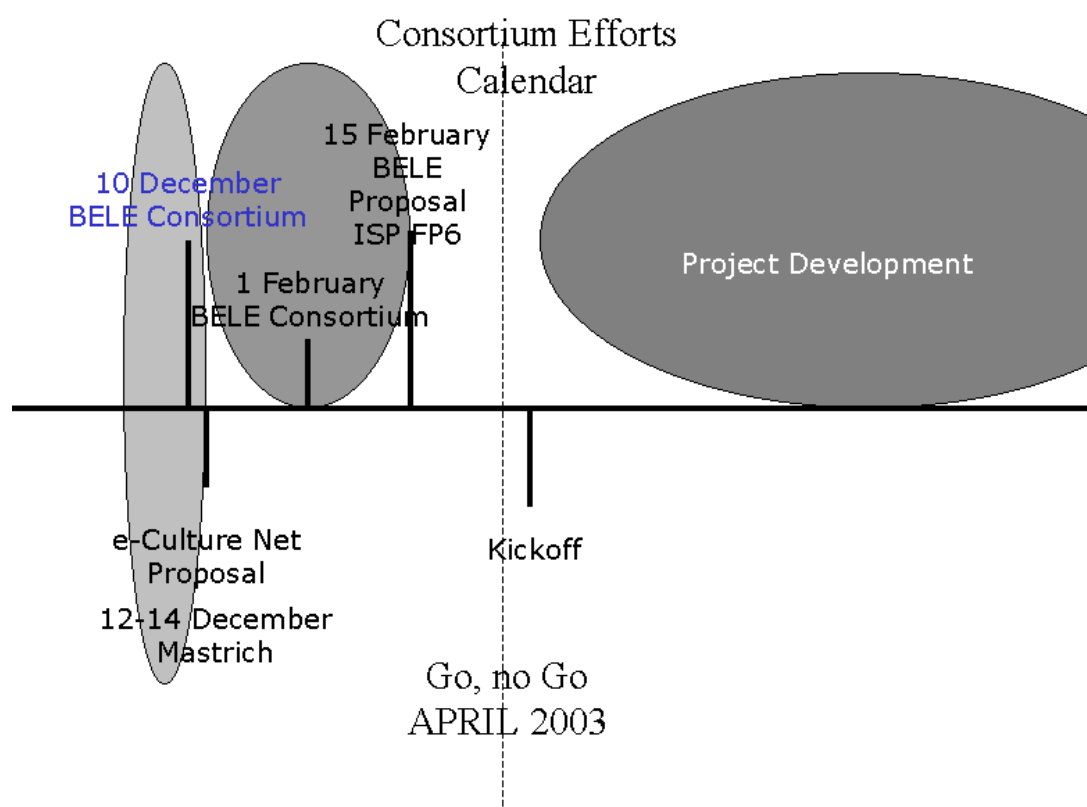 Consortium Efforts
Calendar
15 February
BELE
Proposal
ISP FP6
10 December
BELE Consortium
1 February
BELE Consortium
Project Development
e-Culture Net
Proposal
12-14 December
Mastrich
Kickoff
Go, no Go
APRIL 2003